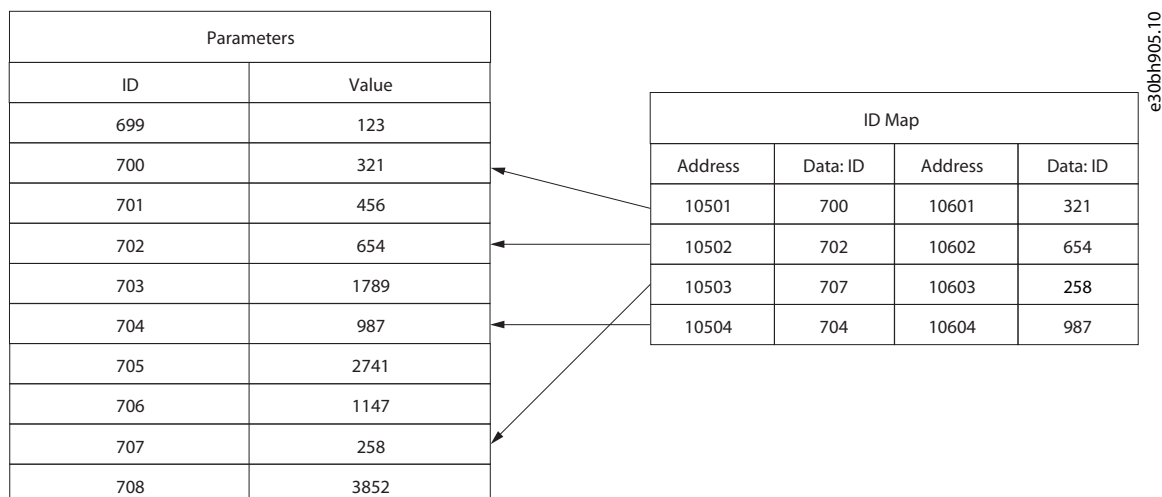 Parameters
ID Value
699 123
700 321
701 456
702 654
703 1789
704 987
705 2741
706 1147
707 258
708 3852
ID Map
Address Data: ID Address Data: ID
10501 700 10601 321
10502 702 10602 654
10503 707 10603 258
10504 704 10604 987
e30bh905.10